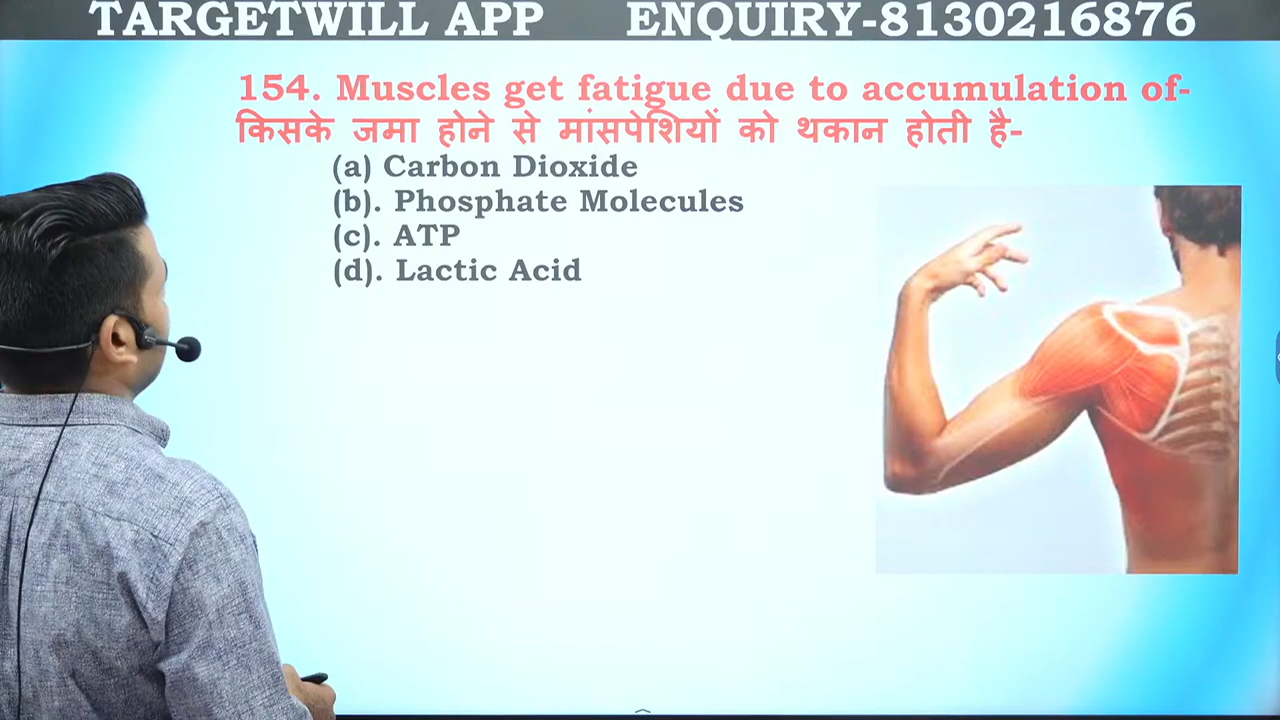 TARGETWILL APP ENQUIRY-8130216876
154. Muscles get fatigue due to accumulation of-
किसके जमा होने से मांसपेशियों को थकान होती है-
(a) Carbon Dioxide
(b). Phosphate Molecules
(c). ATP
(d). Lactic Acid